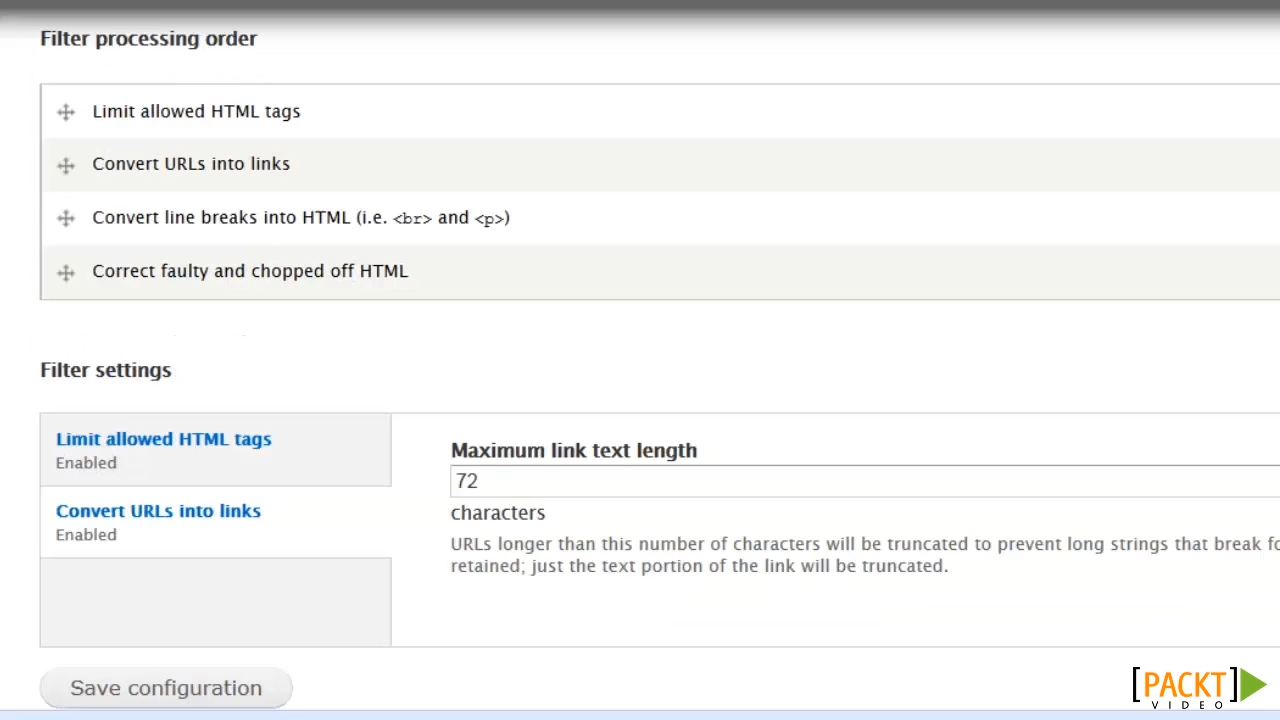 Filter processing order
Limit allowed HTML tags
Convert URLs into links
Convert line breaks into HTML (i.e. <br> and <p>)
Correct faulty and chopped off HTML
Filter settings
Limit allowed HTML tags
Enabled
Convert URLs into links
Enabled
Maximum link text length
72
characters
URLs longer than this number of characters will be truncated to prevent long strings that break
retained; just the text portion of the link will be truncated.
Save configuration
[PACKT]
VIDEO